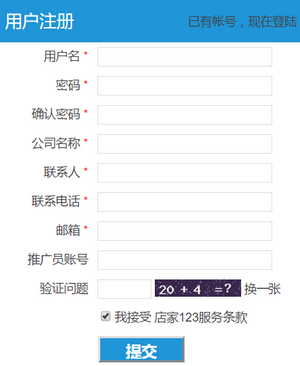 用户注册 已有帐号，现在登陆
用户名 *
密码 *
确认密码 *
公司名称 *
联系人 *
联系电话 *
邮箱 *
推广员账号
验证问题 20 + 4 =? 换一张
我接受 店家123服务条款
提交